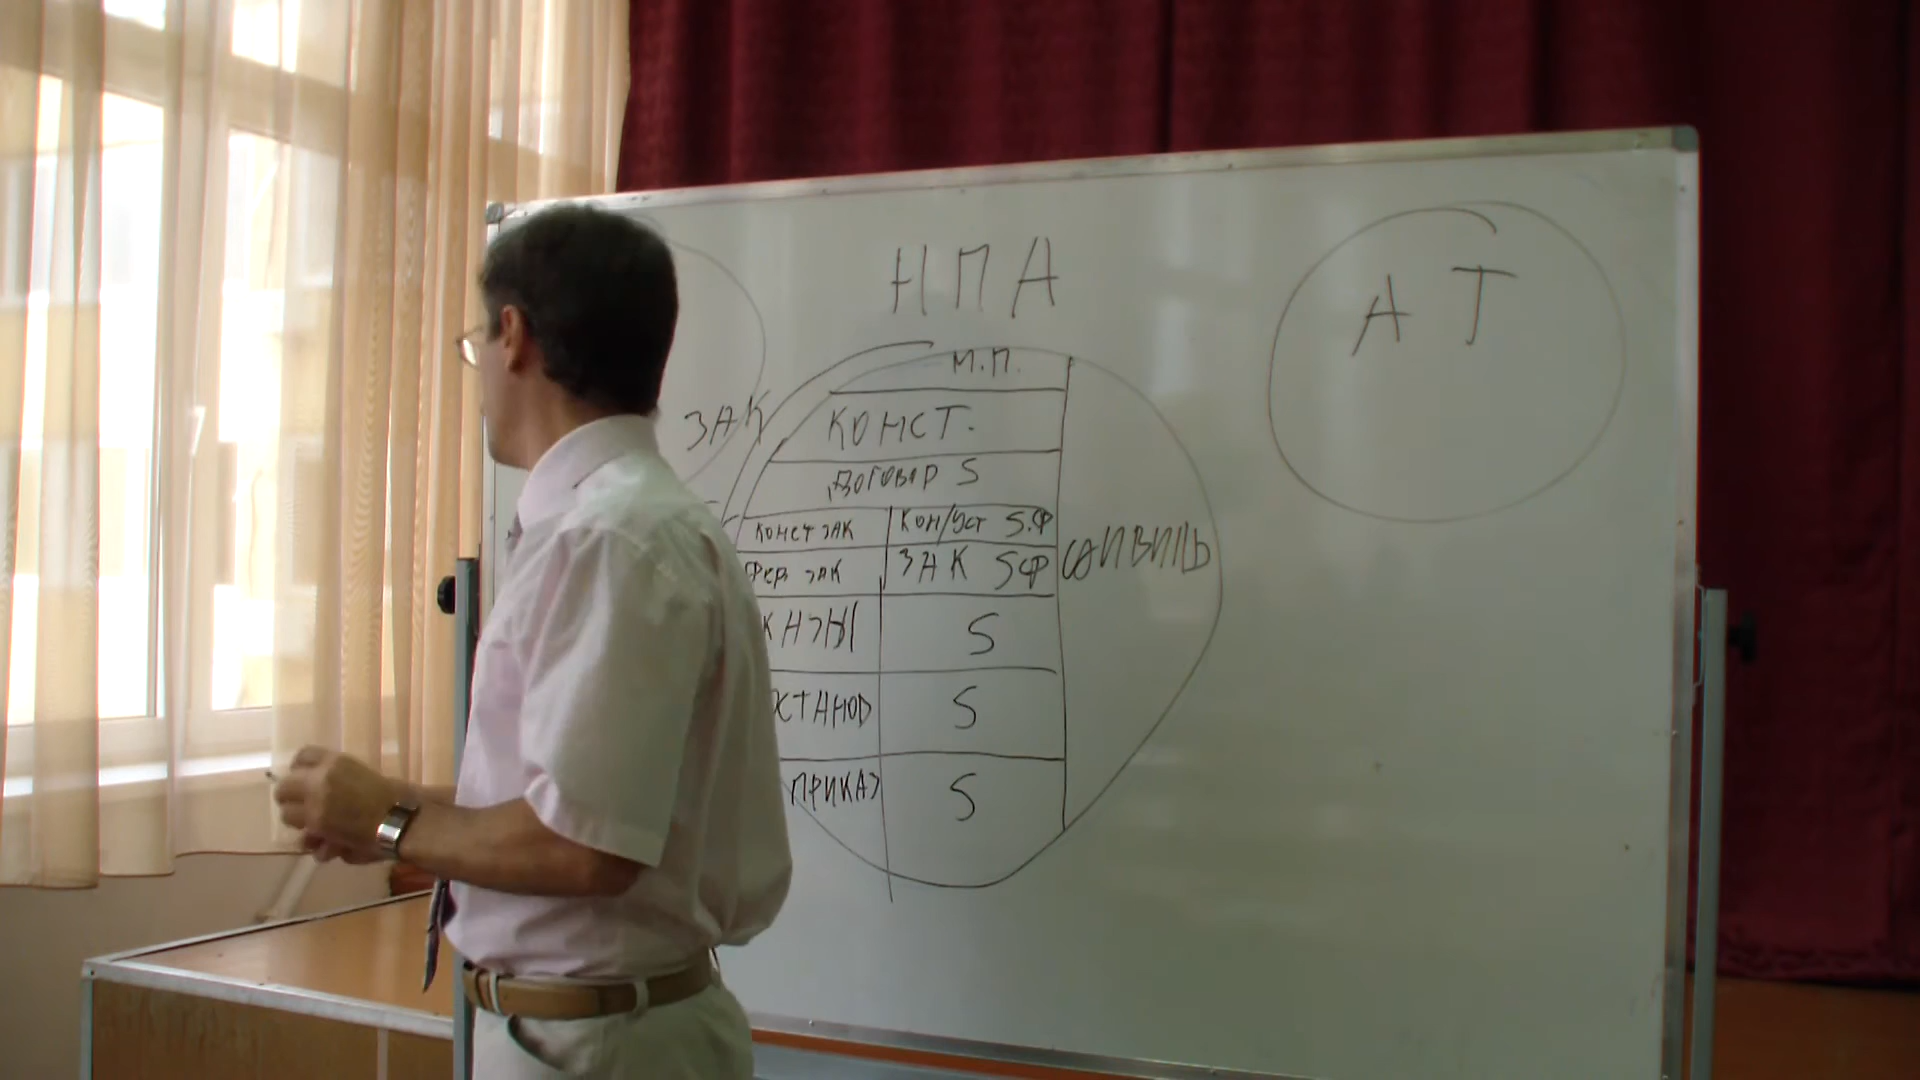 НПА
АТ
М.П.
ЗАК
КОНСТ.
ДОГОВОР S
КОНСТ ЗАК КОН/УСТ S.Ф
ФЕД ЗАК ЗАК SФ
S
S
ПРИКАЗ S